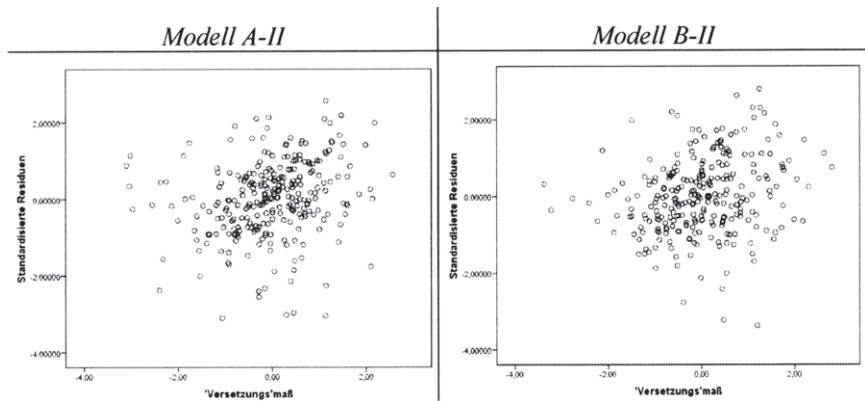 Modell A-II
Modell B-II
Standardisierte Residuen
2,00000
,00000
-2,00000
-4,00000
-4,00
-2,00
0,00
2,00
'Versetzungs'maß
Standardisierte Residuen
2,00000
,00000
-2,00000
-4,00000
-4,00
-2,00
0,00
2,00
'Versetzungs'maß